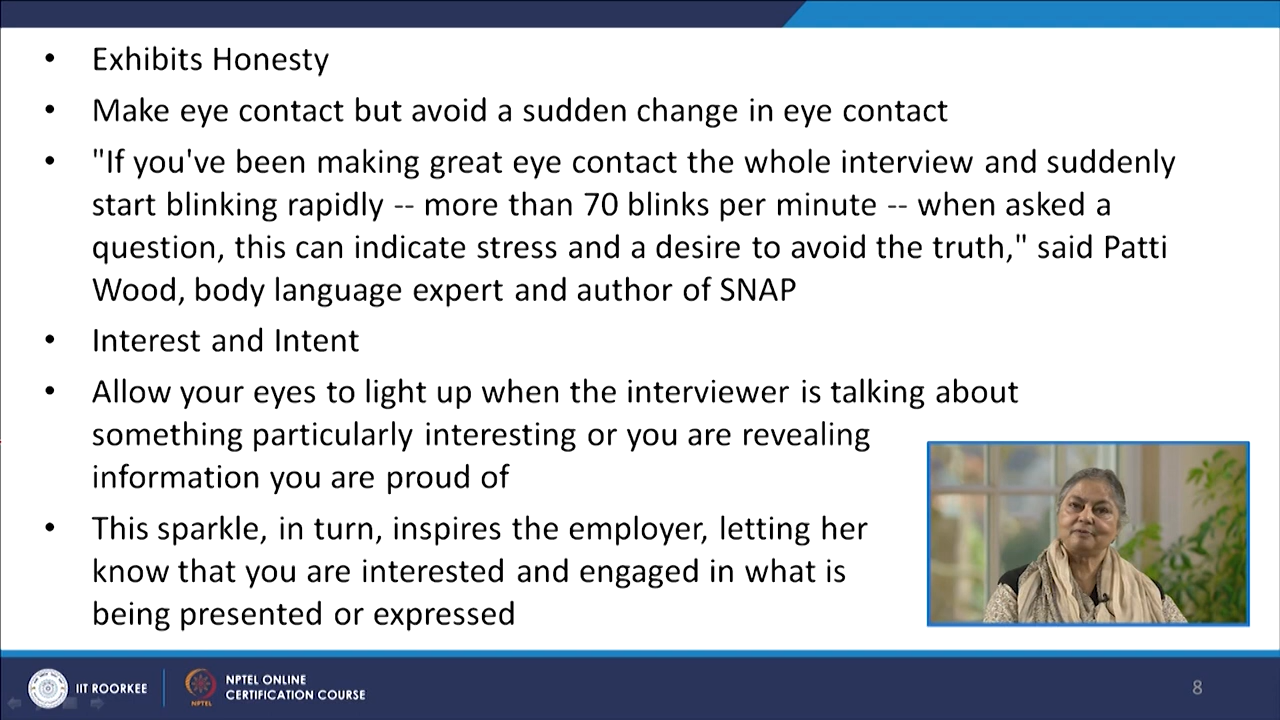 • Exhibits Honesty
• Make eye contact but avoid a sudden change in eye contact
• "If you've been making great eye contact the whole interview and suddenly
start blinking rapidly -- more than 70 blinks per minute -- when asked a
question, this can indicate stress and a desire to avoid the truth," said Patti
Wood, body language expert and author of SNAP
• Interest and Intent
• Allow your eyes to light up when the interviewer is talking about
something particularly interesting or you are revealing
information you are proud of
• This sparkle, in turn, inspires the employer, letting her
know that you are interested and engaged in what is
being presented or expressed
IIT ROORKEE
NPTEL
NPTEL ONLINE
CERTIFICATION COURSE
8